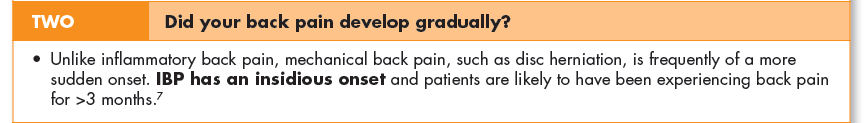 TWO Did your back pain develop gradually?
• Unlike inflammatory back pain, mechanical back pain, such as disc herniation, is frequently of a more
sudden onset. IBP has an insidious onset and patients are likely to have been experiencing back pain
for >3 months.7